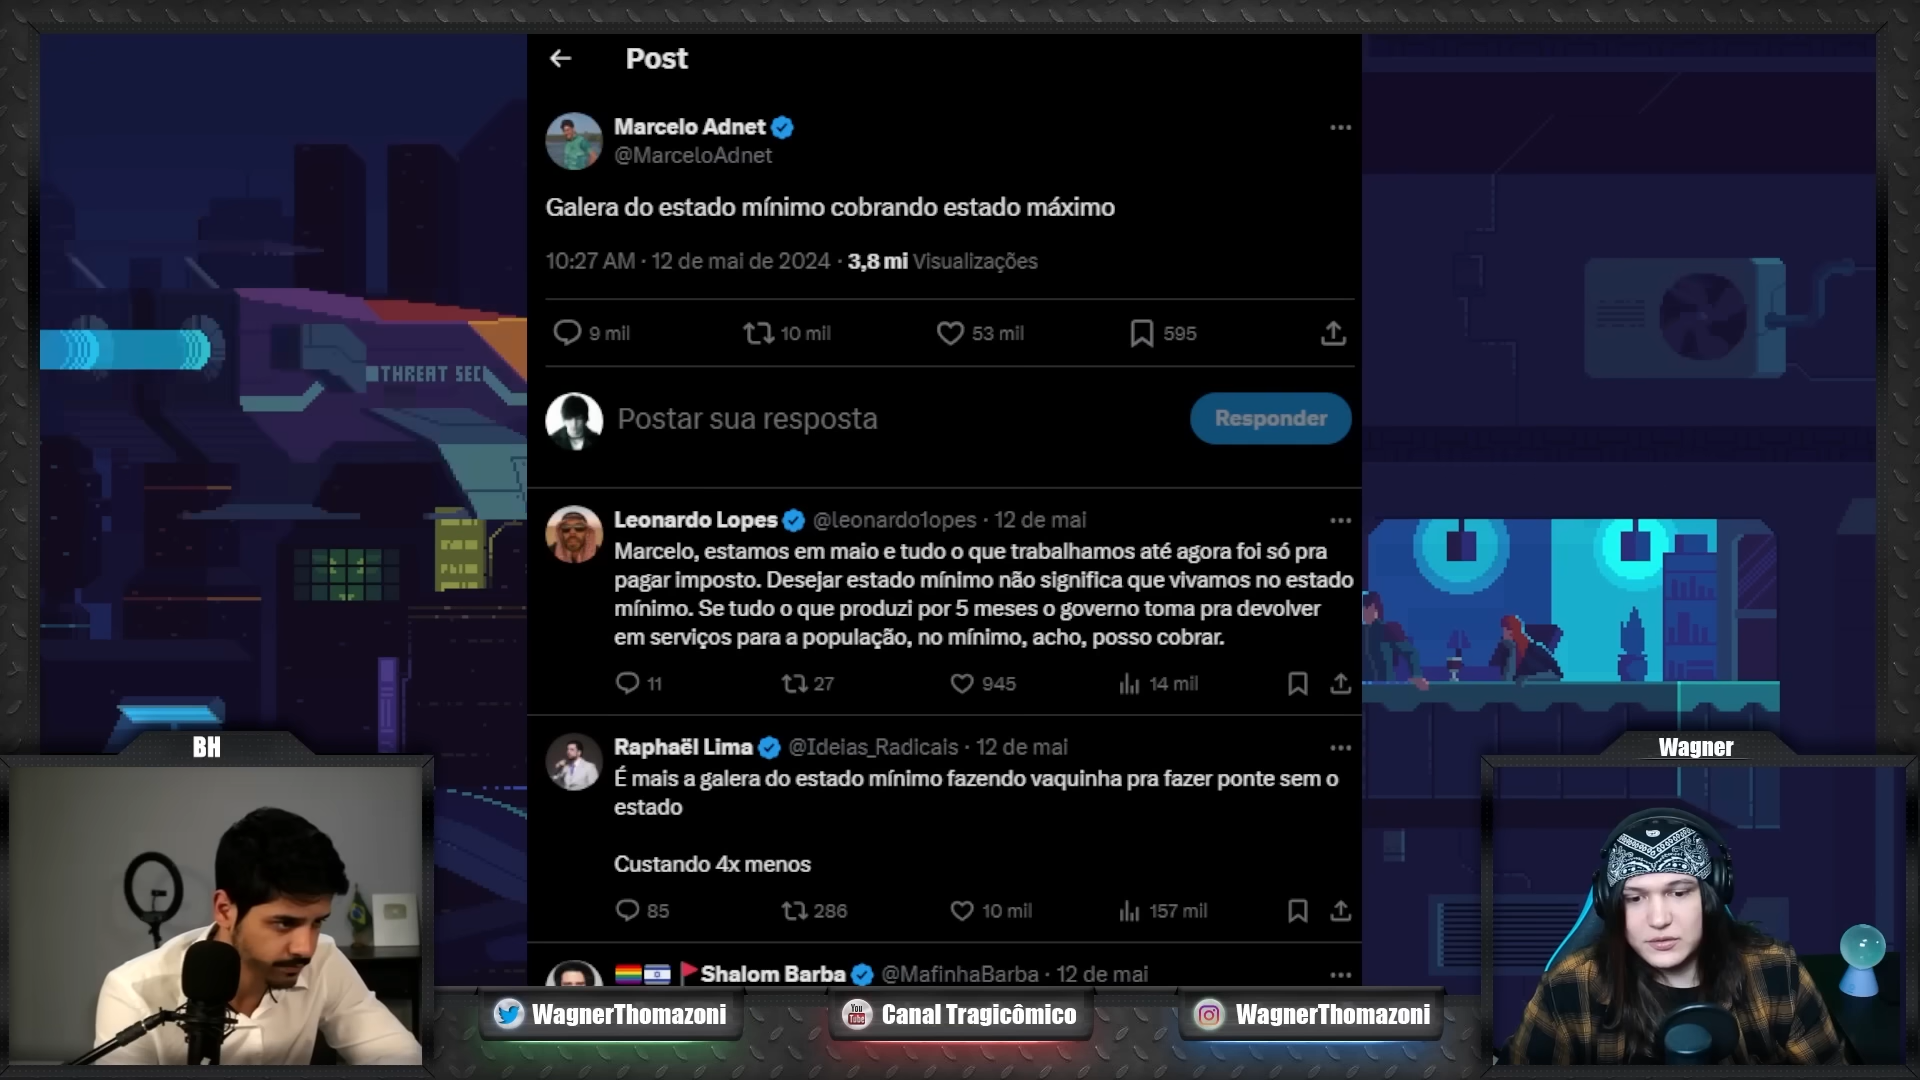 Post
Marcelo Adnet
@MarceloAdnet
Galera do estado mínimo cobrando estado máximo
10:27 AM · 12 de mai de 2024 · 3,8 mi Visualizações
9 mil 10 mil 53 mil 595
Postar sua resposta
Responder
Leonardo Lopes @leonardo1opes · 12 de mai
Marcelo, estamos em maio e tudo o que trabalhamos até agora foi só pra
pagar imposto. Desejar estado mínimo não significa que vivamos no estado
mínimo. Se tudo o que produzi por 5 meses o governo toma pra devolver
em serviços para a população, no mínimo, acho, posso cobrar.
11 27 945 14 mil
Raphaël Lima @Ideias_Radicais · 12 de mai
É mais a galera do estado mínimo fazendo vaquinha pra fazer ponte sem o
estado
Custando 4x menos
85 286 10 mil 157 mil
Shalom Barba @MafinhaBarba · 12 de mai
THREAT SEC
BH
Wagner
WagnerThomazoni
You Tube
Canal Tragicômico
WagnerThomazoni